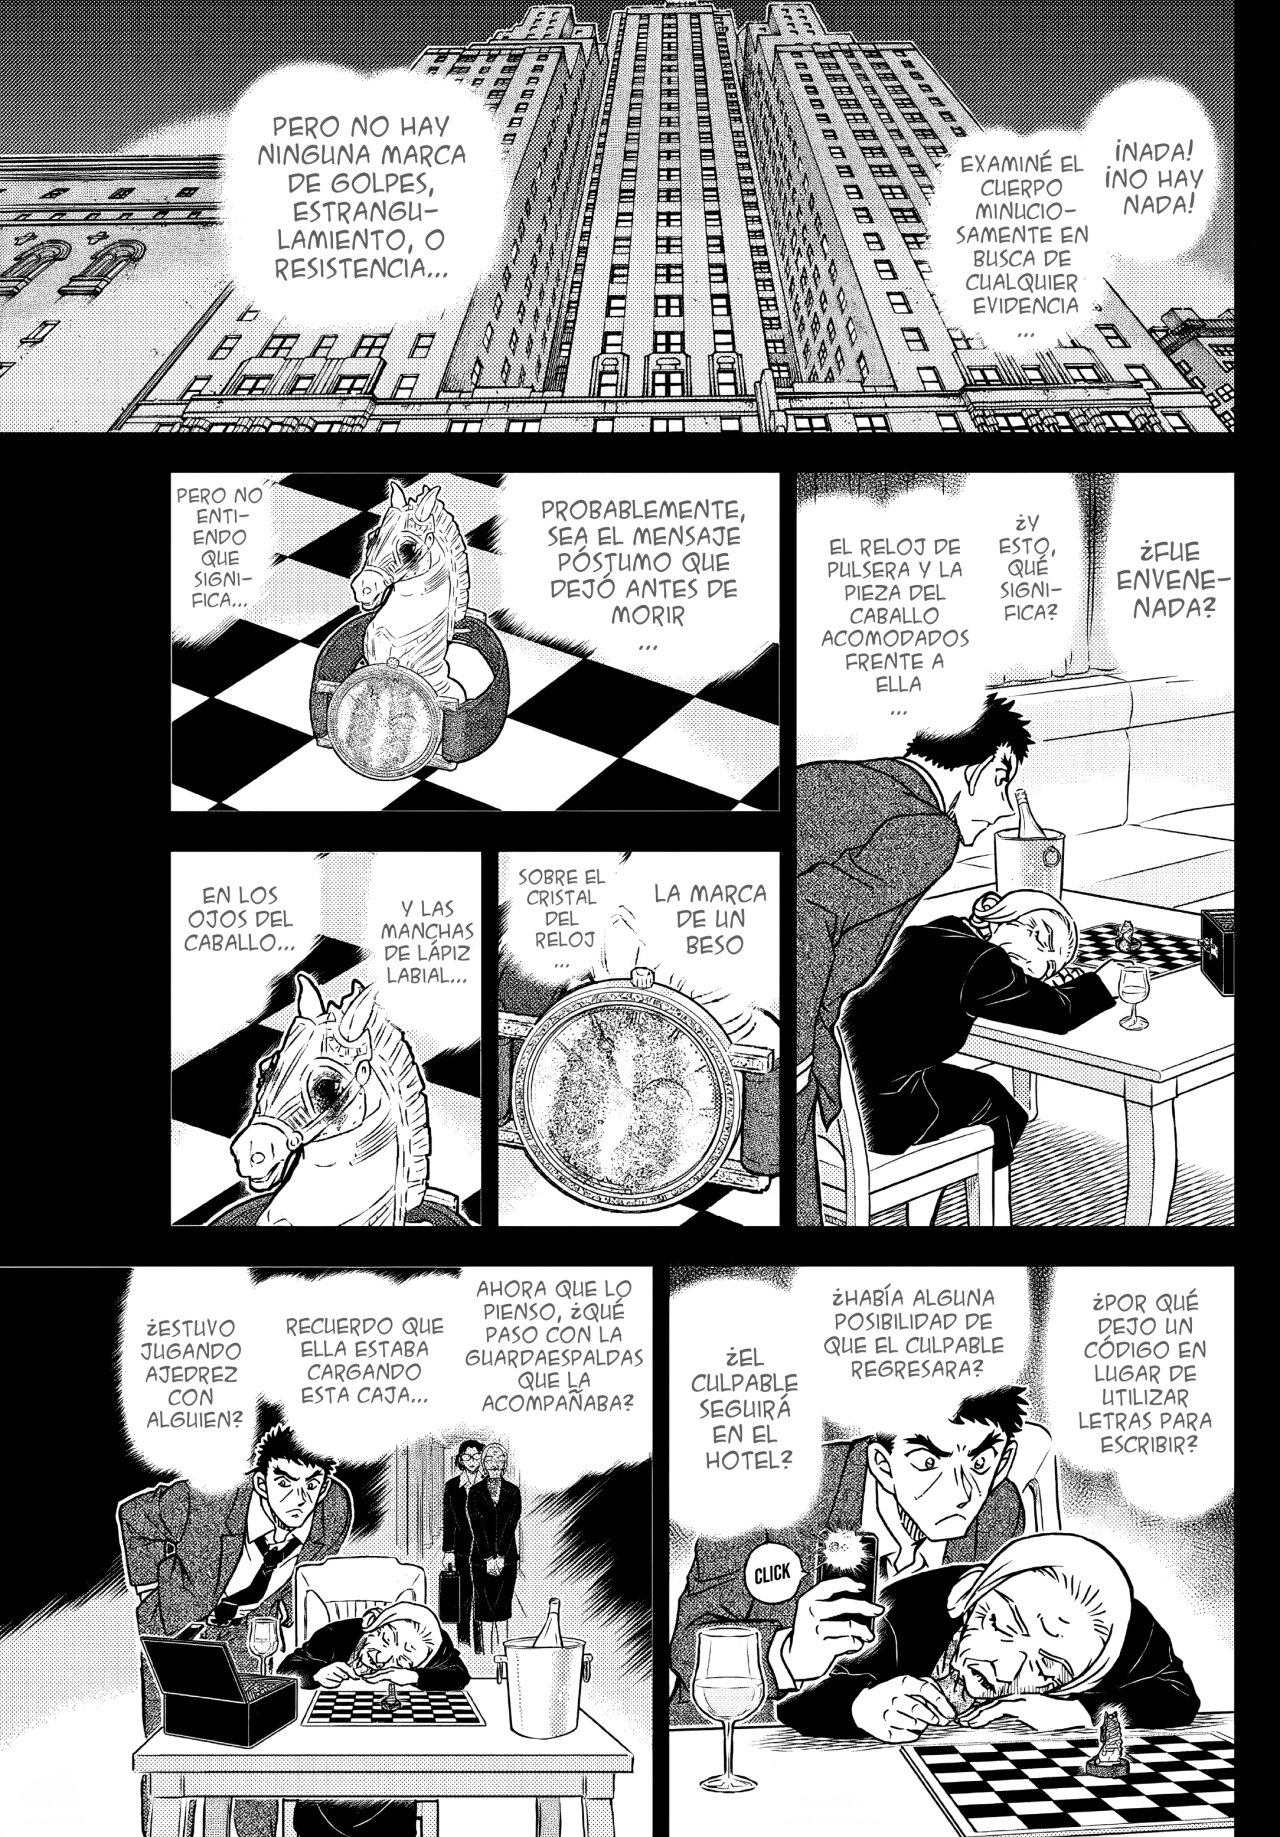 ¡NADA!
¡NO HAY
NADA!
EXAMINÉ EL
CUERPO
MINUCIO-
SAMENTE EN
BUSCA DE
CUALQUIER
EVIDENCIA
...
PERO NO HAY
NINGUNA MARCA
DE GOLPES,
ESTRANGU-
LAMIENTO, O
RESISTENCIA...
¿FUE
ENVENE-
NADA?
¿Y
ESTO,
QUÉ
SIGNI-
FICA?
EL RELOJ DE
PULSERA Y LA
PIEZA DEL
CABALLO
ACOMODADOS
FRENTE A
ELLA
...
PROBABLEMENTE,
SEA EL MENSAJE
PÓSTUMO QUE
DEJÓ ANTES DE
MORIR
...
PERO NO
ENTI-
ENDO
QUE
SIGNI-
FICA...
LA MARCA
DE UN
BESO
SOBRE EL
CRISTAL
DEL
RELOJ
...
Y LAS
MANCHAS
DE LÁPIZ
LABIAL...
EN LOS
OJOS DEL
CABALLO...
¿POR QUÉ
DEJO UN
CÓDIGO EN
LUGAR DE
UTILIZAR
LETRAS PARA
ESCRIBIR?
¿HABÍA ALGUNA
POSIBILIDAD DE
QUE EL CULPABLE
REGRESARA?
¿EL
CULPABLE
SEGUIRÁ
EN EL
HOTEL?
CLICK
AHORA QUE LO
PIENSO, ¿QUÉ
PASO CON LA
GUARDAESPALDAS
QUE LA
ACOMPAÑABA?
RECUERDO QUE
ELLA ESTABA
CARGANDO
ESTA CAJA...
¿ESTUVO
JUGANDO
AJEDREZ
CON
ALGUIEN?